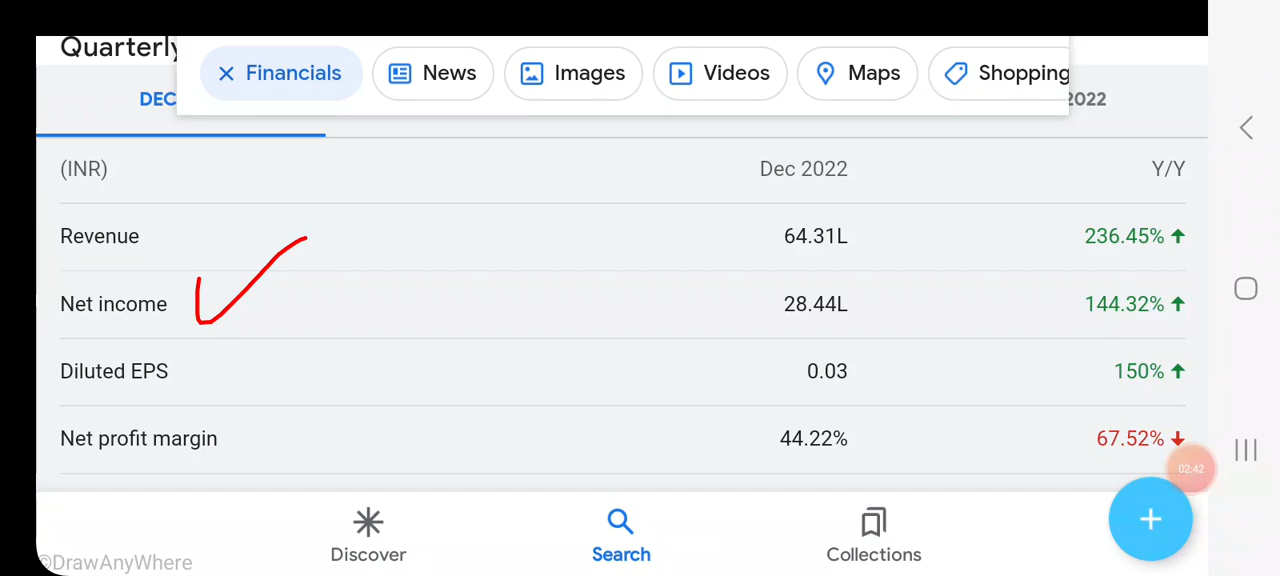 Quarterly
Financials News Images Videos Maps Shopping
DEC 2022
(INR) Dec 2022 Y/Y
Revenue 64.31L 236.45%
Net income 28.44L 144.32%
Diluted EPS 0.03 150%
Net profit margin 44.22% 67.52%
02:42
Discover Search Collections
©DrawAnyWhere